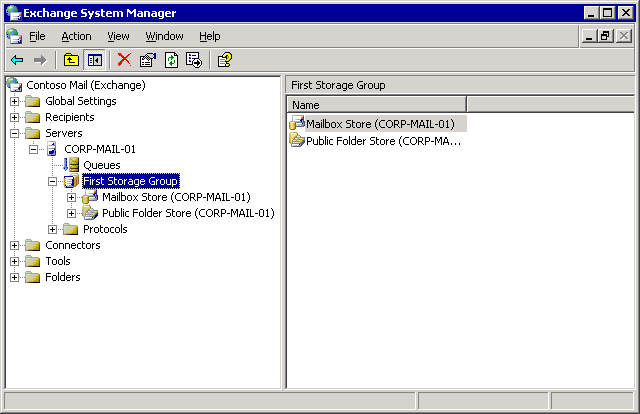 Exchange System Manager
File Action View Window Help
Contoso Mail (Exchange)
Global Settings
Recipients
Servers
CORP-MAIL-01
Queues
First Storage Group
Mailbox Store (CORP-MAIL-01)
Public Folder Store (CORP-MAIL-01)
Protocols
Connectors
Tools
Folders
First Storage Group
Name
Mailbox Store (CORP-MAIL-01)
Public Folder Store (CORP-MA...